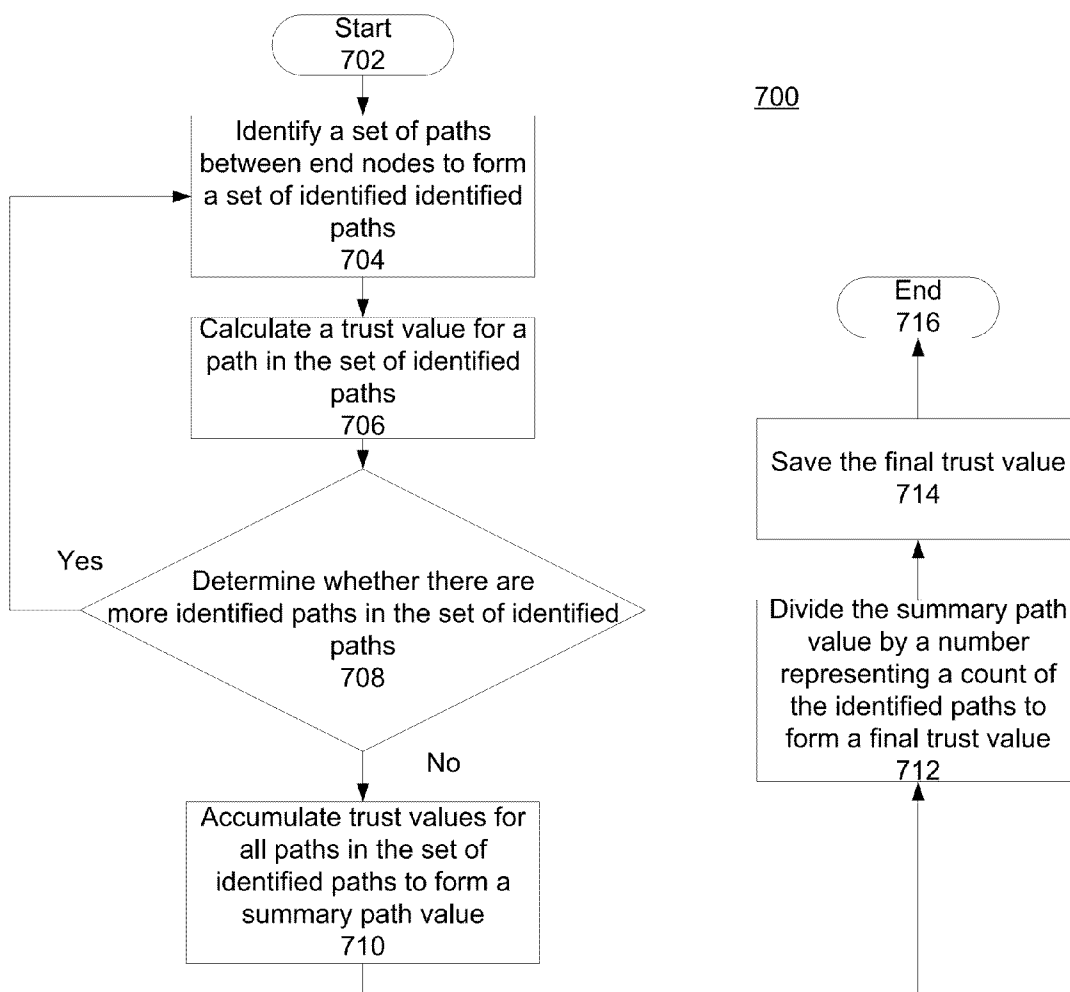 Start
702
700
Identify a set of paths
between end nodes to form
a set of identified identified
paths
704
Calculate a trust value for a
path in the set of identified
paths
706
Yes
Determine whether there are
more identified paths in the set of identified
paths
708
No
Accumulate trust values for
all paths in the set of
identified paths to form a
summary path value
710
Divide the summary path
value by a number
representing a count of
the identified paths to
form a final trust value
712
Save the final trust value
714
End
716